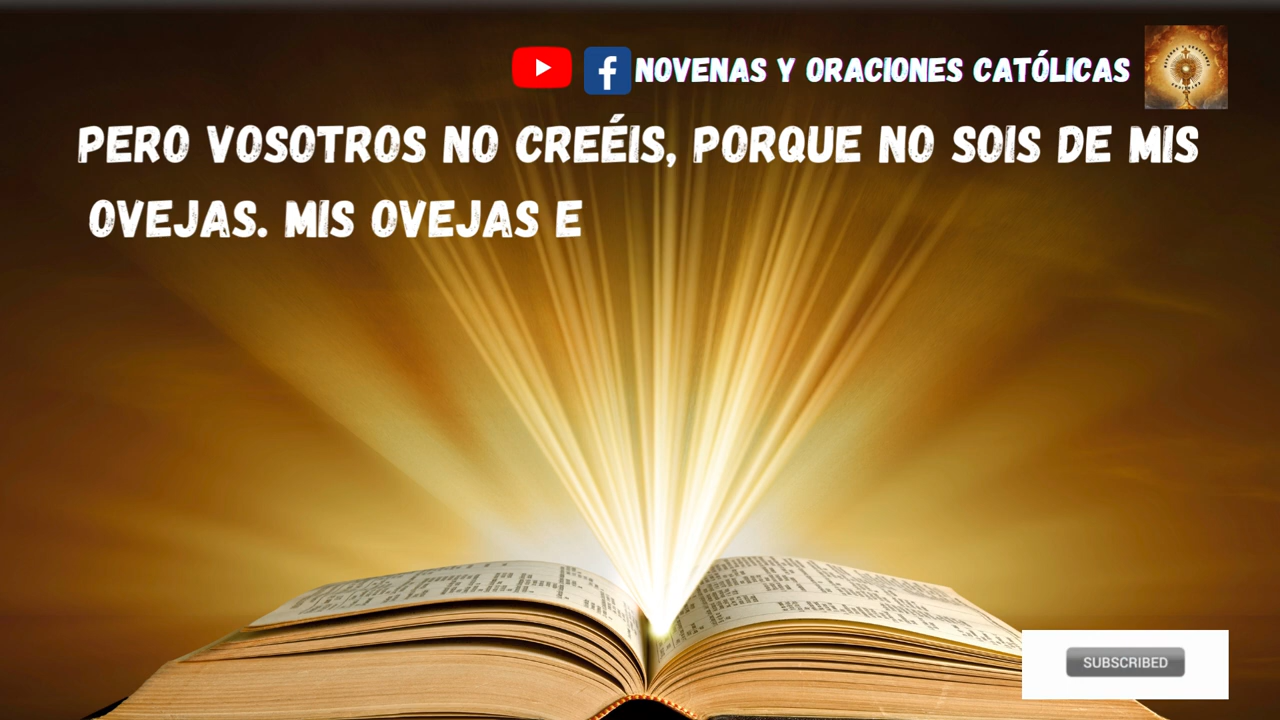 NOVENAS Y ORACIONES CATÓLICAS
PERO VOSOTROS NO CREÉIS, PORQUE NO SOIS DE MIS
OVEJAS. MIS OVEJAS E
SUBSCRIBED